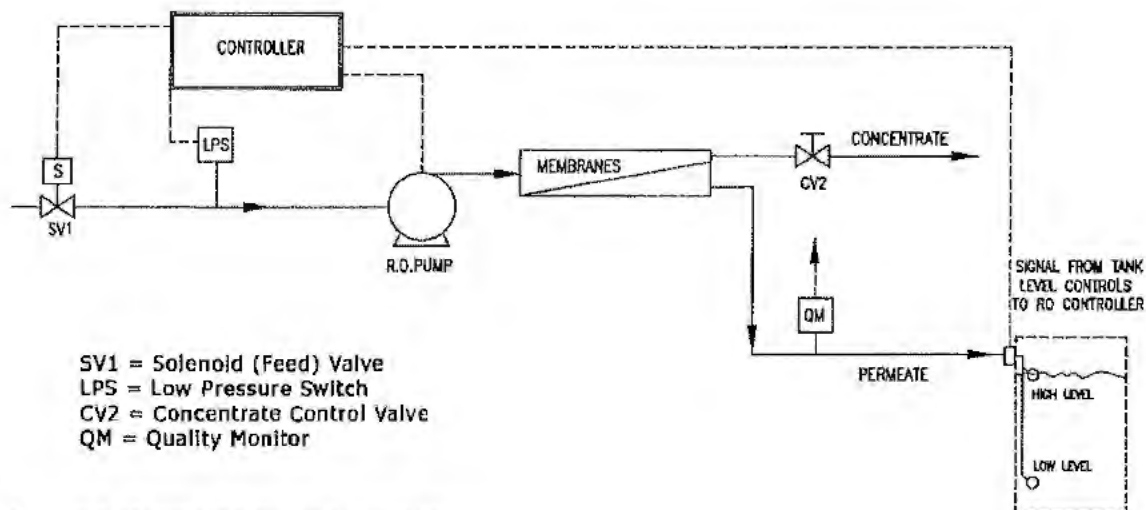 CONTROLLER
LPS
S
SV1
R.O.PUMP
MEMBRANES
CONCENTRATE
CV2
QM
PERMEATE
SIGNAL FROM TANK
LEVEL CONTROLS
TO RO CONTROLLER
HIGH LEVEL
LOW LEVEL
SV1 = Solenoid (Feed) Valve
LPS = Low Pressure Switch
CV2 = Concentrate Control Valve
QM = Quality Monitor